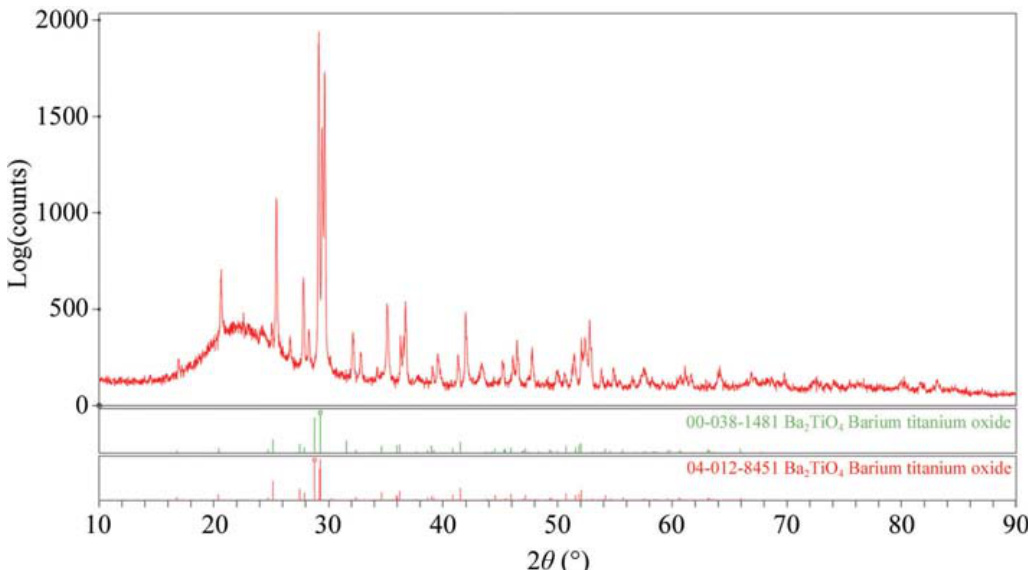 2000
1500
1000
500
0
Log(counts)
00-038-1481 Ba₂TiO₄ Barium titanium oxide
04-012-8451 Ba₂TiO₄ Barium titanium oxide
10 20 30 40 50 60 70 80 90
2θ (°)